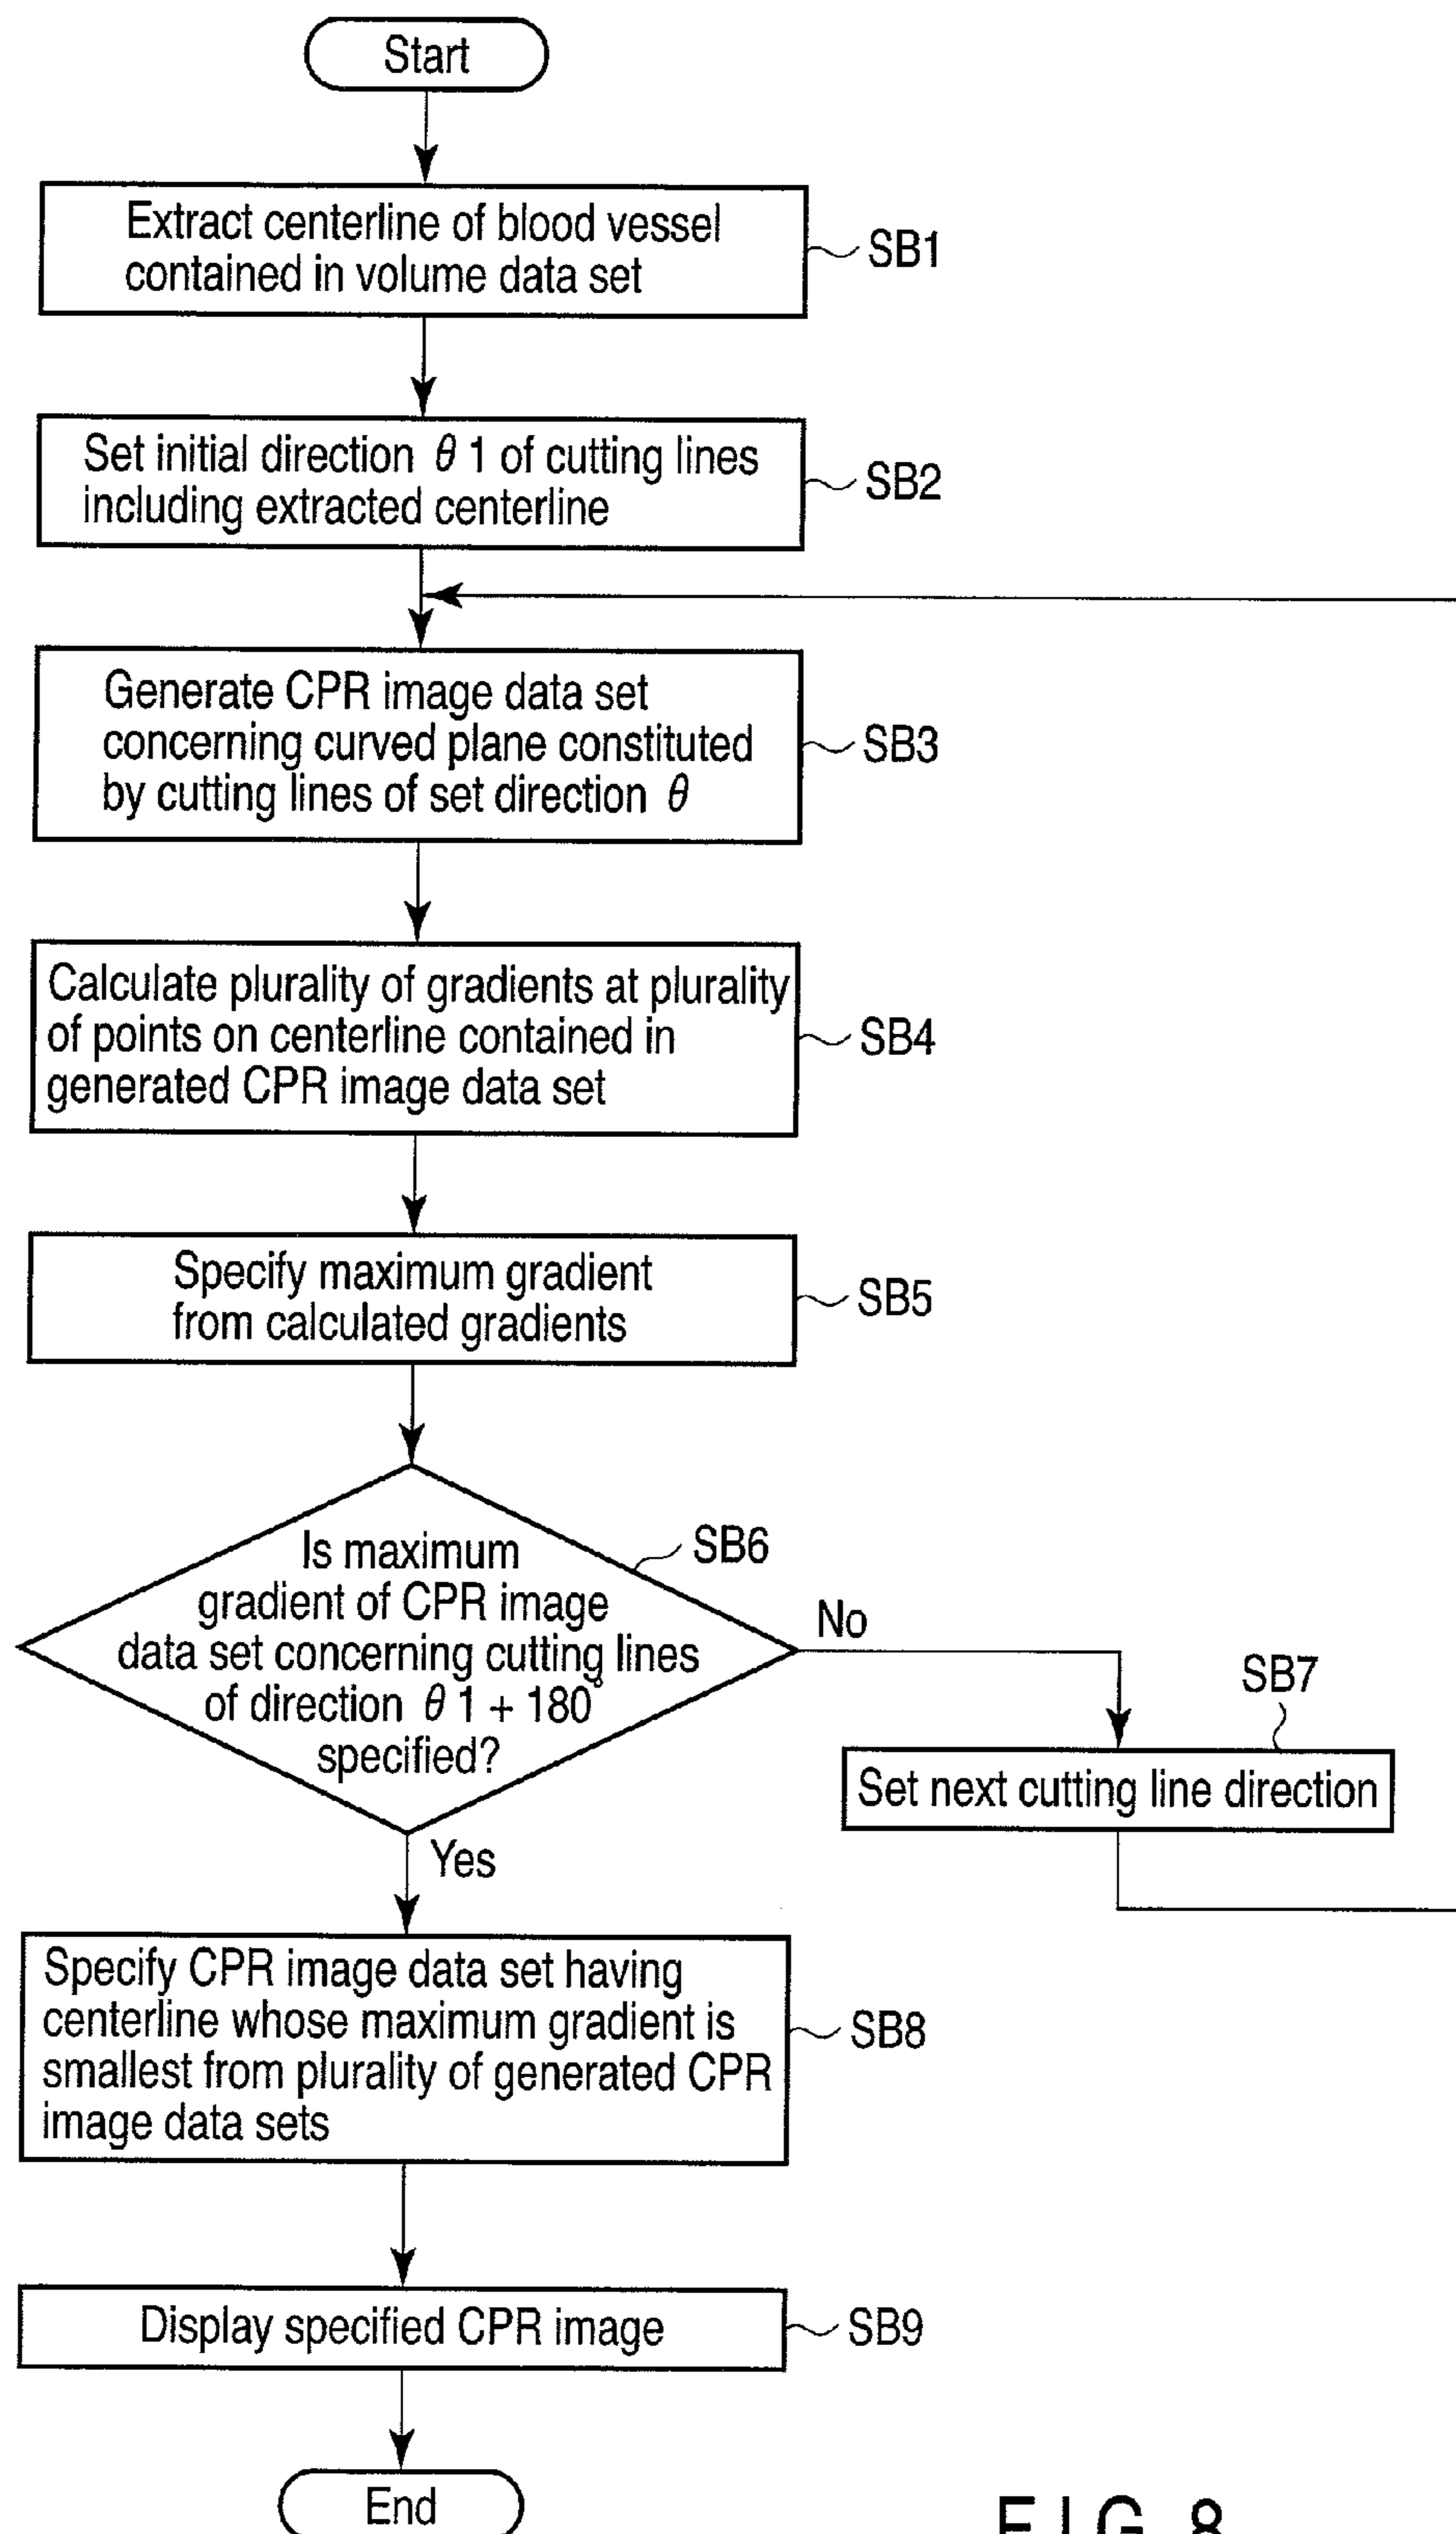 Start
Extract centerline of blood vessel
contained in volume data set
SB1
Set initial direction θ 1 of cutting lines
including extracted centerline
SB2
Generate CPR image data set
concerning curved plane constituted
by cutting lines of set direction θ
SB3
Calculate plurality of gradients at plurality
of points on centerline contained in
generated CPR image data set
SB4
Specify maximum gradient
from calculated gradients
SB5
Is maximum
gradient of CPR image
data set concerning cutting lines
of direction θ 1 + 180°
specified?
SB6
No
SB7
Set next cutting line direction
Yes
Specify CPR image data set having
centerline whose maximum gradient is
smallest from plurality of generated CPR
image data sets
SB8
Display specified CPR image
SB9
End
FIG. 8